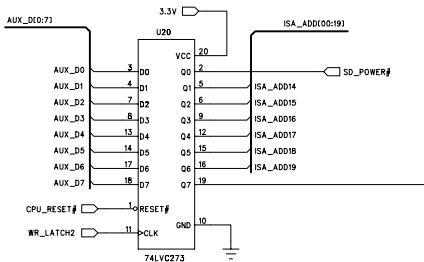 3.3V
AUX_D[0:7]
ISA_ADD[00:19]
U20
VCC 20
AUX_D0 3 D0 Q0 2 SD_POWER#
AUX_D1 4 D1 Q1 5 ISA_ADD14
AUX_D2 7 D2 Q2 6 ISA_ADD15
AUX_D3 8 D3 Q3 9 ISA_ADD16
AUX_D4 13 D4 Q4 12 ISA_ADD17
AUX_D5 14 D5 Q5 15 ISA_ADD18
AUX_D6 17 D6 Q6 16 ISA_ADD19
AUX_D7 18 D7 Q7 19
CPU_RESET# 1 RESET#
GND 10
WR_LATCH2 11 CLK
74LVC273